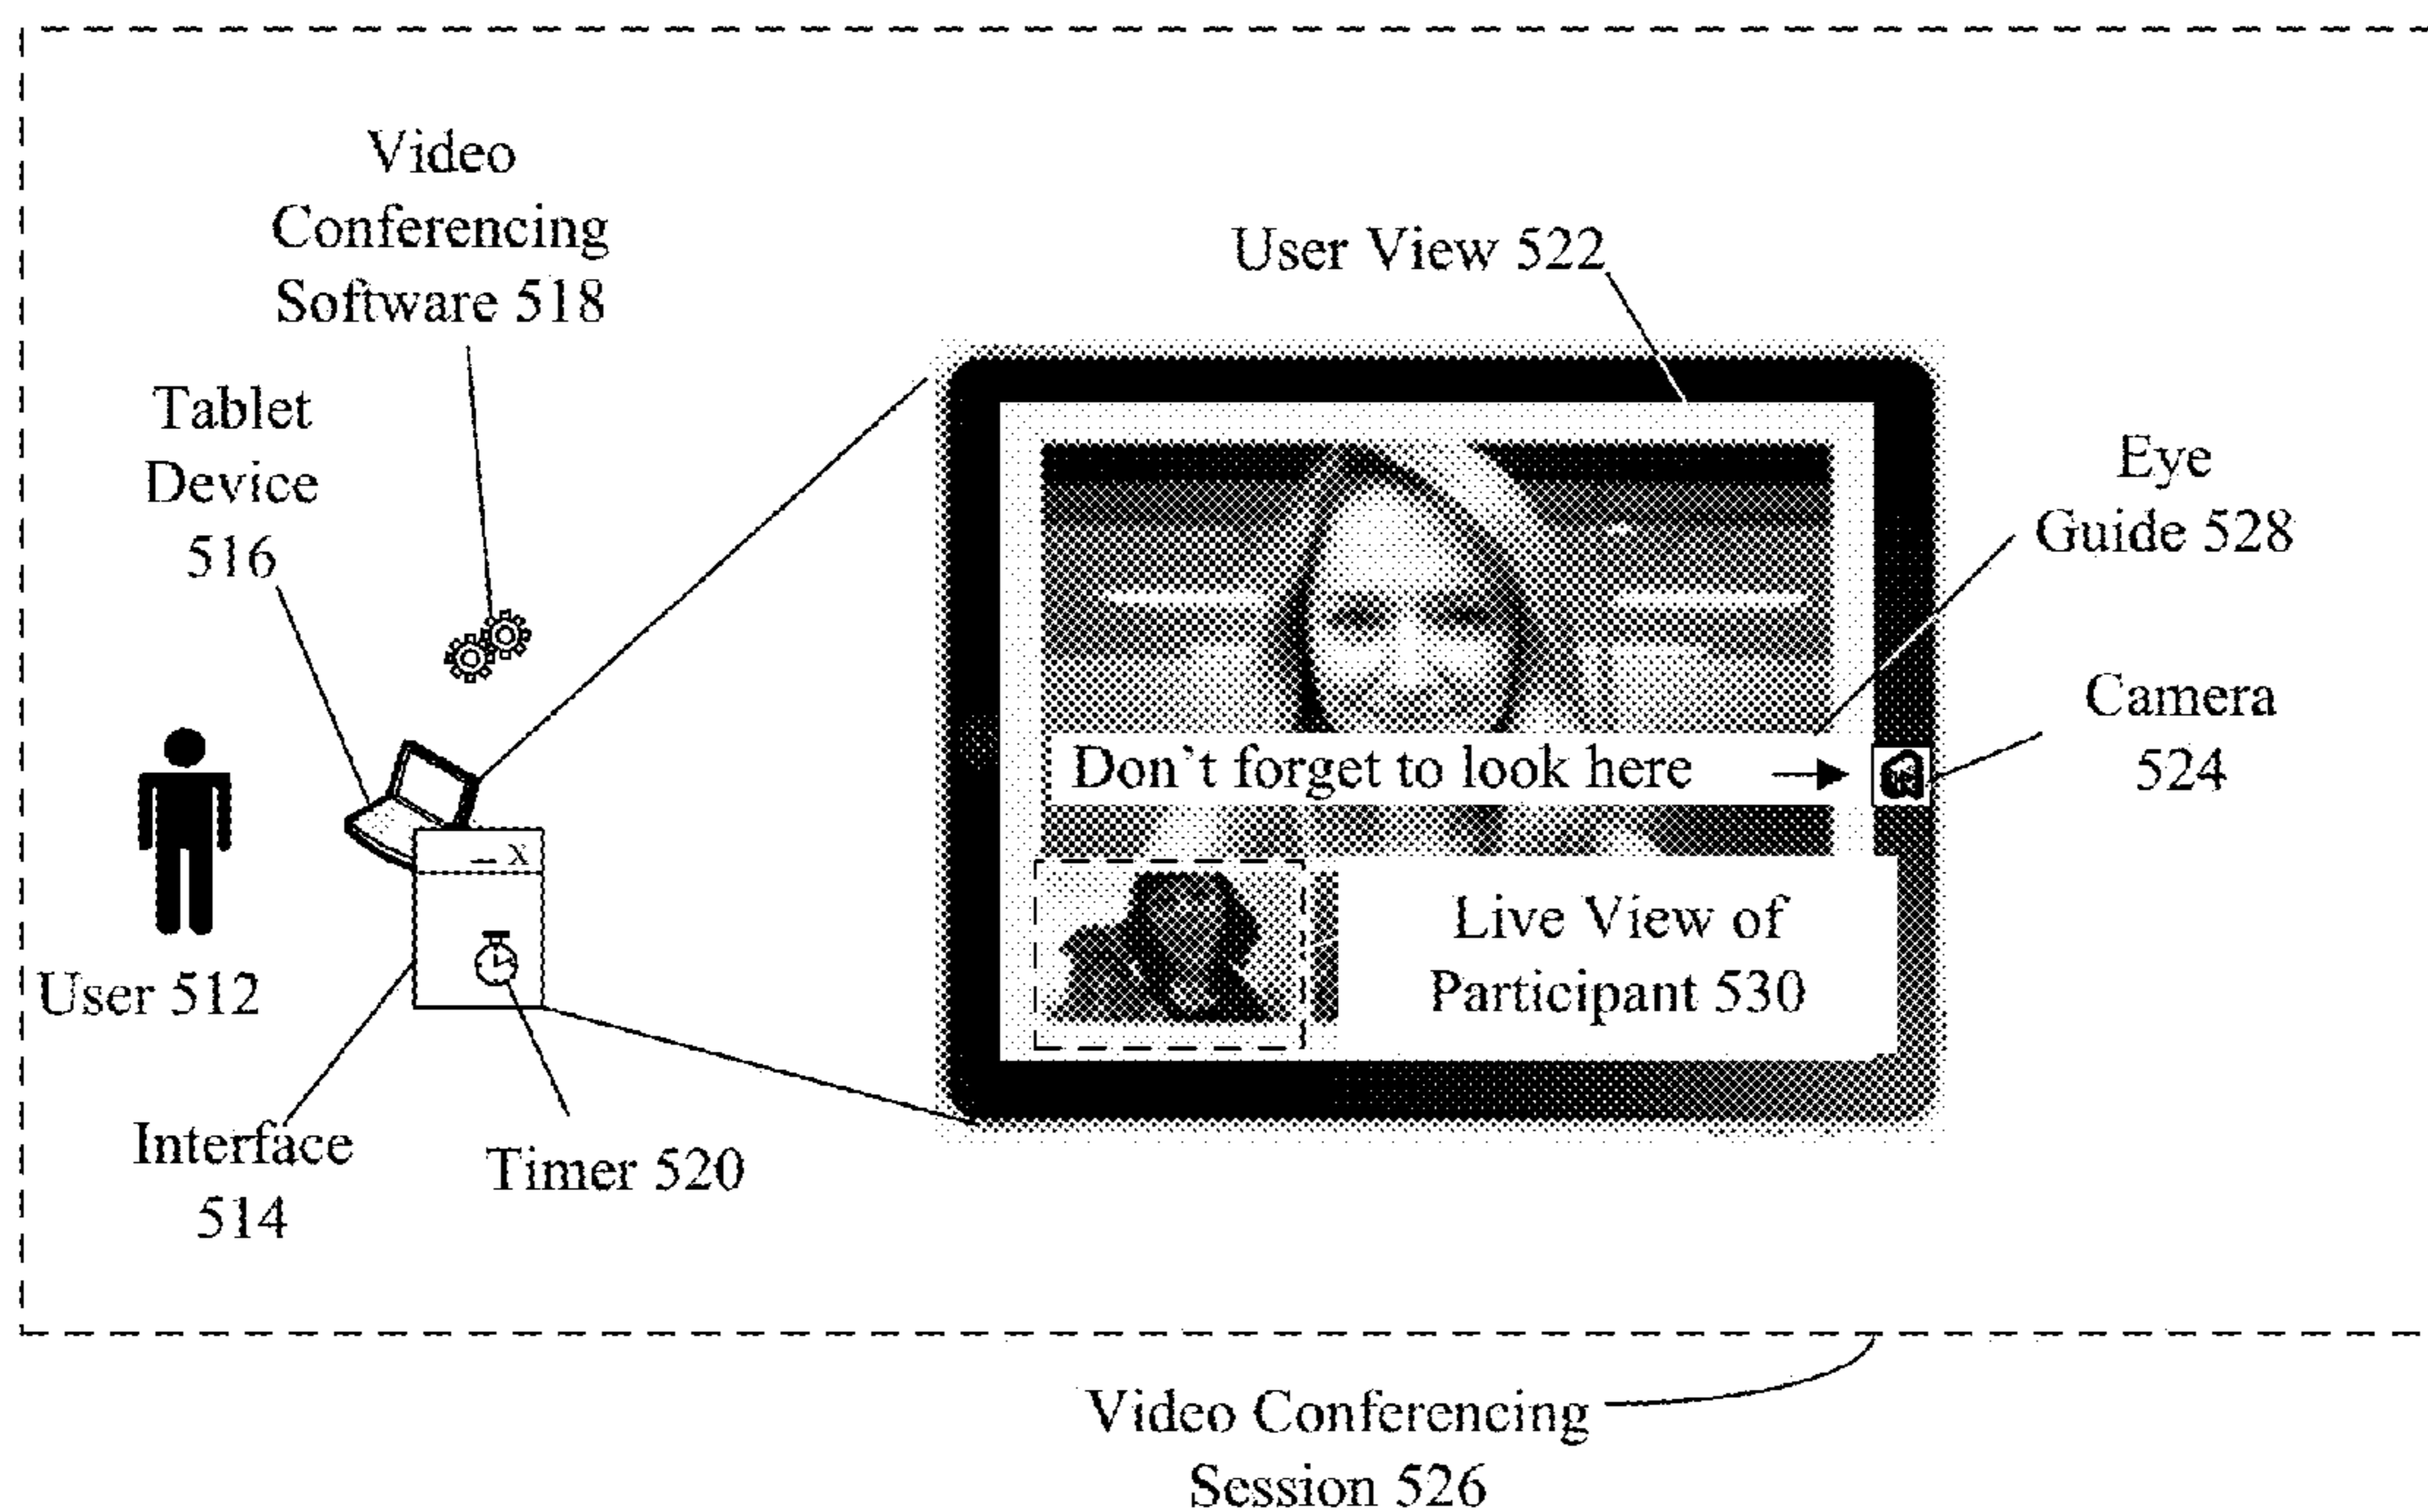 Video
Conferencing
Software 518
User View 522
Tablet
Device
516
Eye
Guide 528
Camera
524
Don't forget to look here
X
Live View of
Participant 530
User 512
Interface
514
Timer 520
Video Conferencing
Session 526